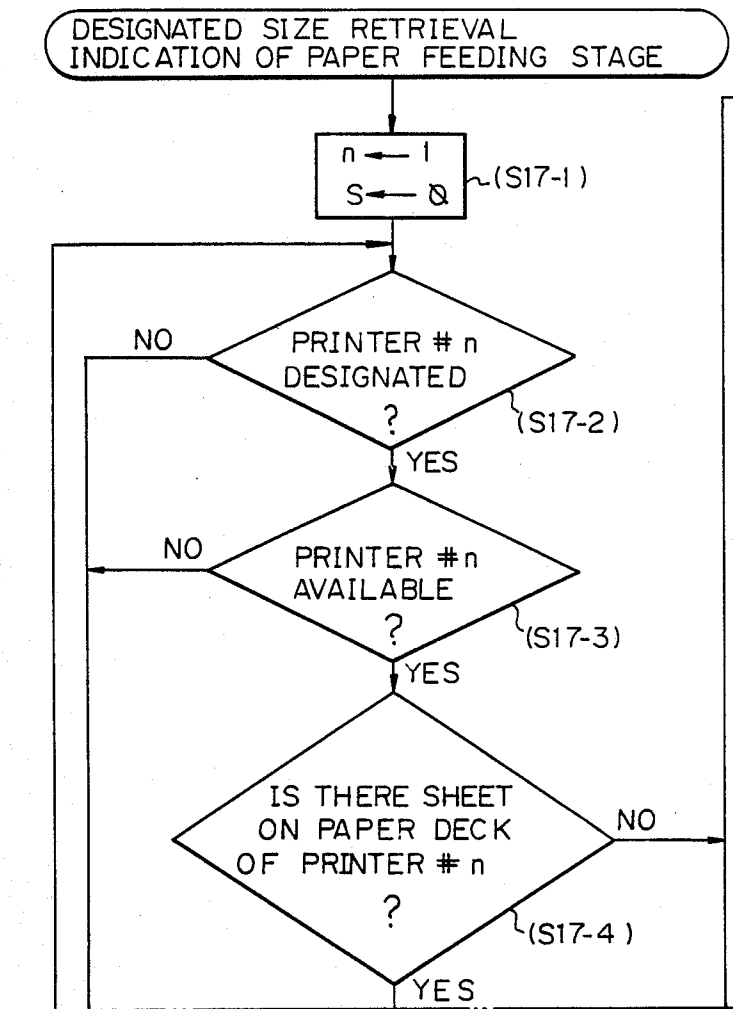 DESIGNATED SIZE RETRIEVAL
INDICATION OF PAPER FEEDING STAGE
n ← 1
S ← 0
(S17-1)
NO
PRINTER # n
DESIGNATED
?
(S17-2)
YES
NO
PRINTER # n
AVAILABLE
?
(S17-3)
YES
IS THERE SHEET
ON PAPER DECK
OF PRINTER # n
?
NO
(S17-4)
YES